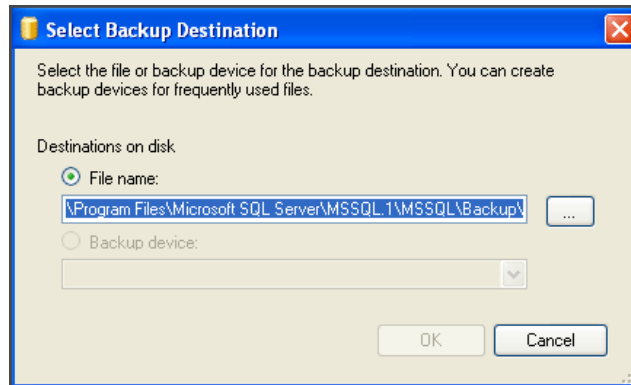 Select Backup Destination
Select the file or backup device for the backup destination. You can create
backup devices for frequently used files.
Destinations on disk
File name:
\Program Files\Microsoft SQL Server\MSSQL.1\MSSQL\Backup\
...
Backup device:
OK
Cancel